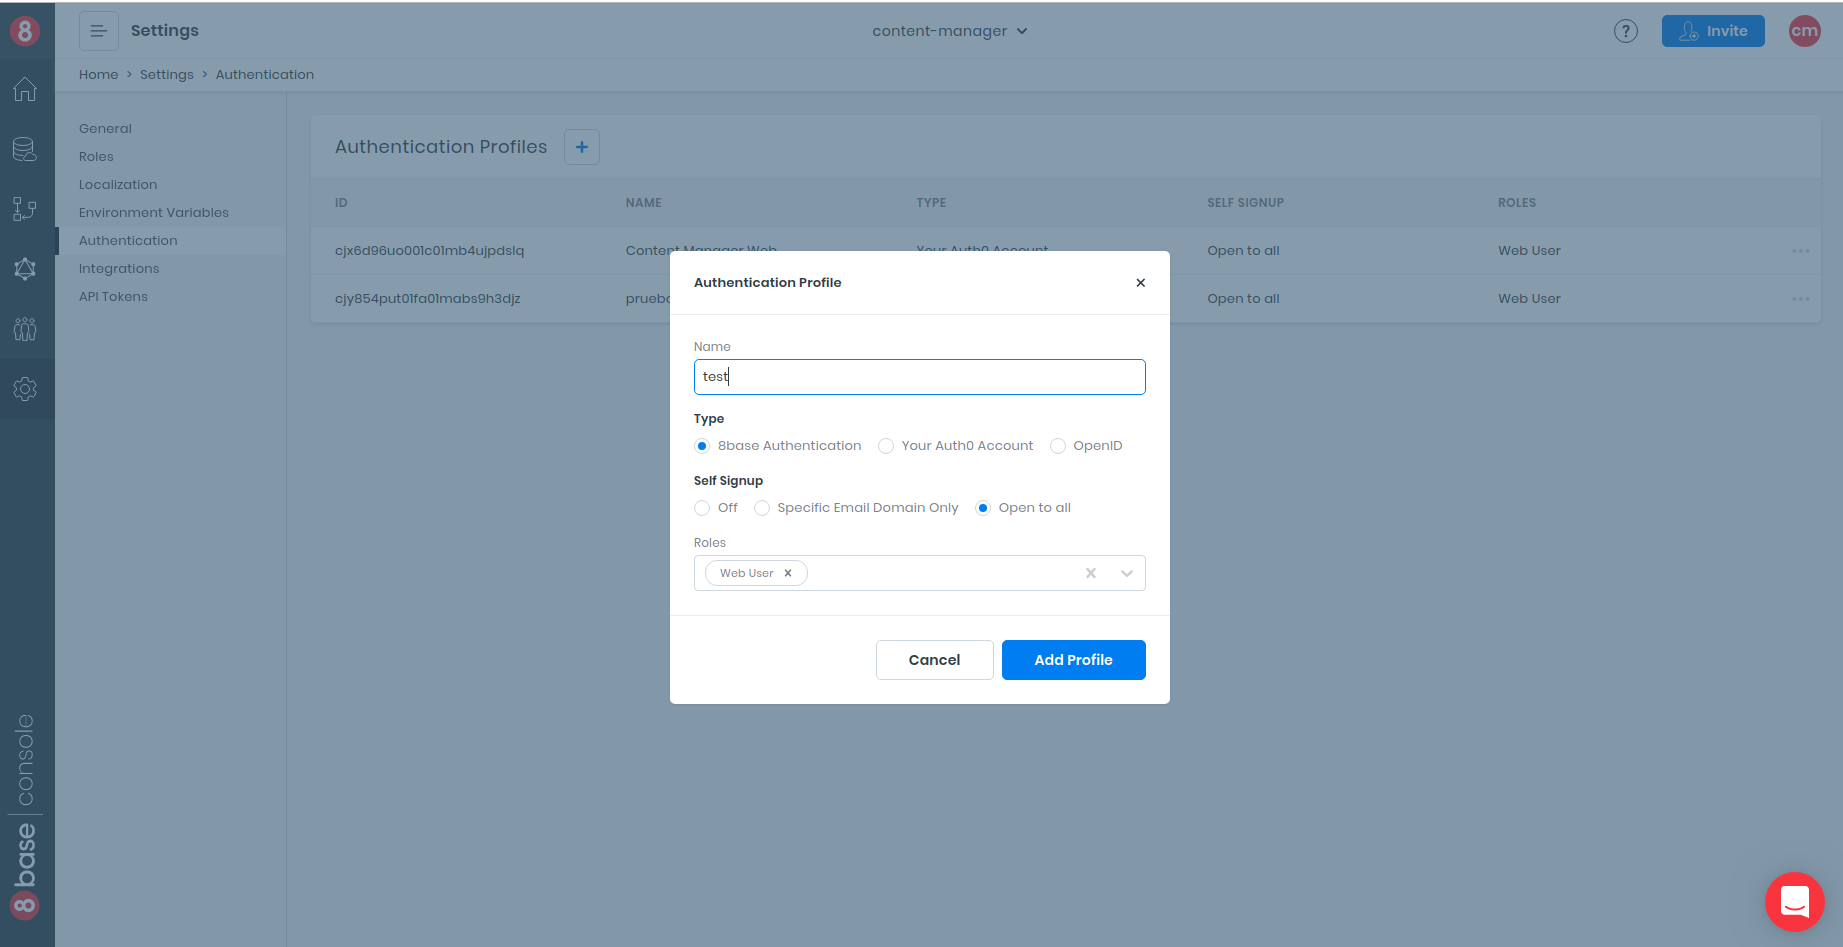 8
Settings
content-manager
?
Invite
cm
Home > Settings > Authentication
General
Roles
Localization
Environment Variables
Authentication
Integrations
API Tokens
Authentication Profiles +
ID NAME TYPE SELF SIGNUP ROLES
cjx6d96uo001c01mb4ujpdslq Content Manager Web Your Auth0 Account Open to all Web User ...
cjy854put01fa01mabs9h3djz Open to all Web User ...
Authentication Profile ×
Name
test
Type
8base Authentication Your Auth0 Account OpenID
Self Signup
Off Specific Email Domain Only Open to all
Roles
Web User ×
Cancel Add Profile
8base | console